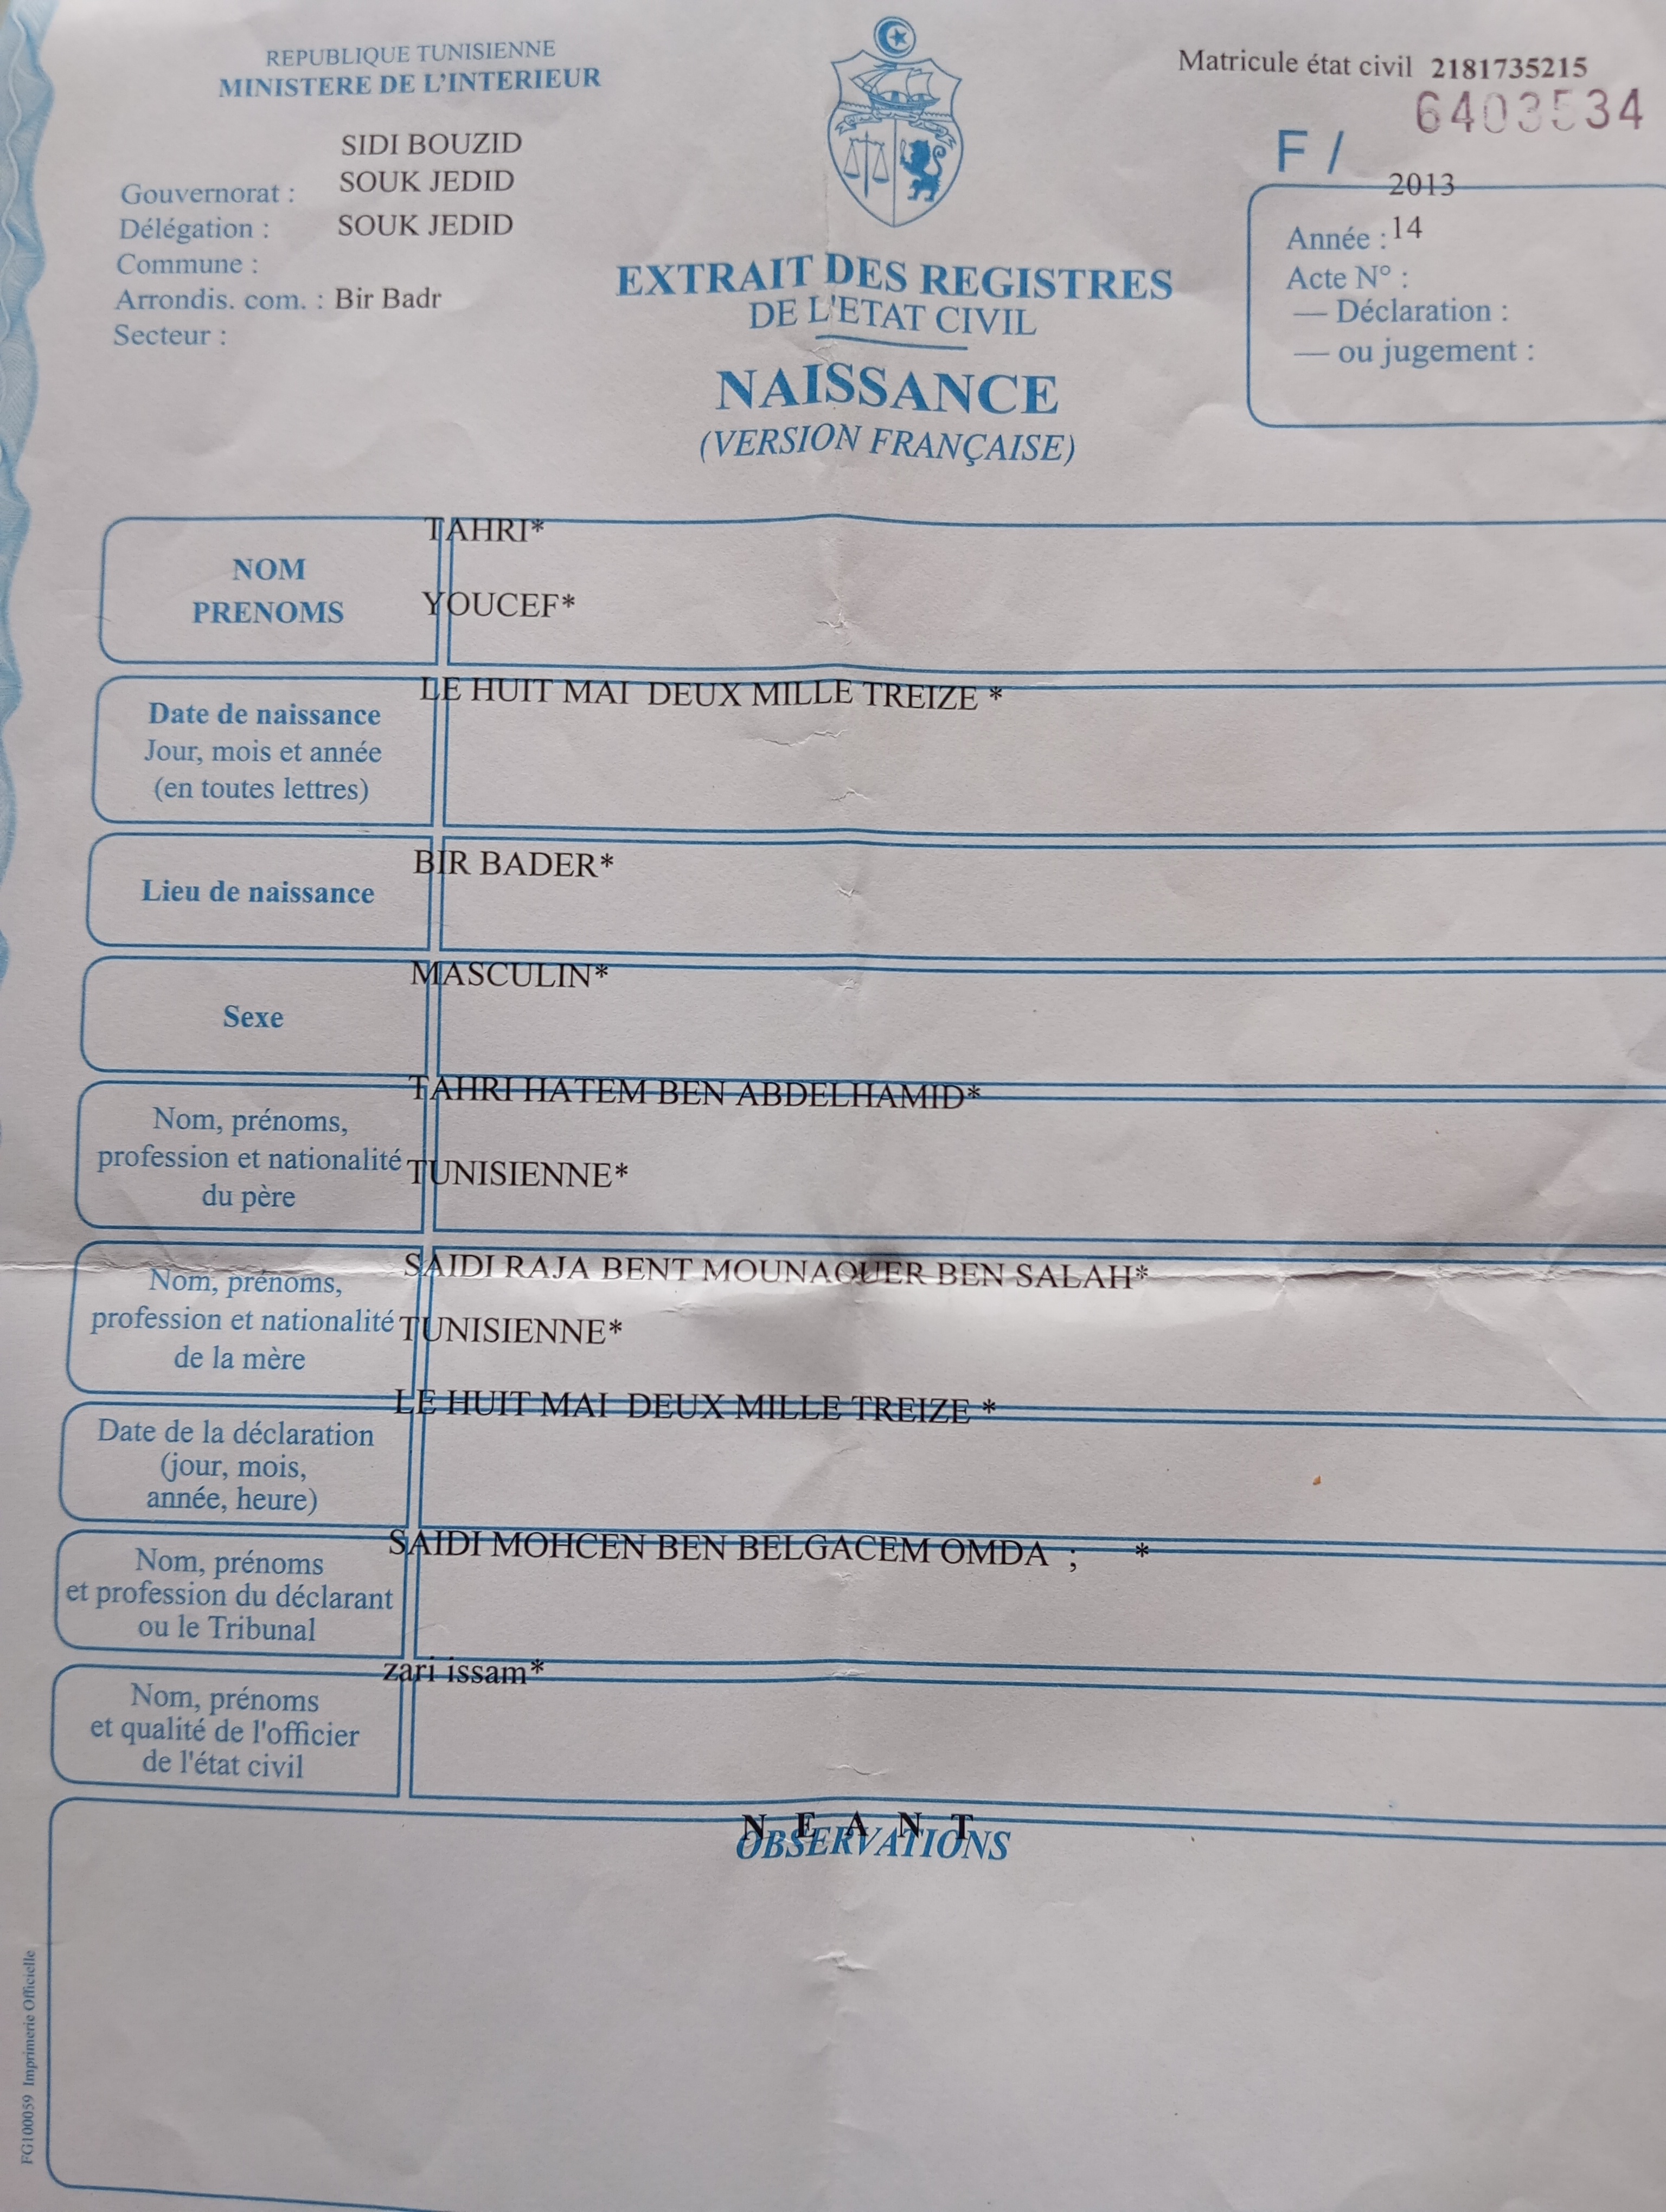 REPUBLIQUE TUNISIENNE
MINISTERE DE L'INTERIEUR
SIDI BOUZID
Gouvernorat : SOUK JEDID
Délégation : SOUK JEDID
Commune :
Arrondis. com. : Bir Badr
Secteur :
Matricule état civil 2181735215
6403534
F /
2013
Année : 14
Acte N° :
— Déclaration :
— ou jugement :
EXTRAIT DES REGISTRES
DE L'ETAT CIVIL
NAISSANCE
(VERSION FRANÇAISE)
TAHRI*
NOM
PRENOMS
YOUCEF*
LE HUIT MAI DEUX MILLE TREIZE *
Date de naissance
Jour, mois et année
(en toutes lettres)
BIR BADER*
Lieu de naissance
MASCULIN*
Sexe
TAHRI HATEM BEN ABDELHAMID*
Nom, prénoms,
profession et nationalité
du père
TUNISIENNE*
SAIDI RAJA BENT MOUNAQUER BEN SALAH*
Nom, prénoms,
profession et nationalité
de la mère
TUNISIENNE*
LE HUIT MAI DEUX MILLE TREIZE *
Date de la déclaration
(jour, mois,
année, heure)
SAIDI MOHCEN BEN BELGACEM OMDA ; *
Nom, prénoms
et profession du déclarant
ou le Tribunal
zari issam*
Nom, prénoms
et qualité de l'officier
de l'état civil
N E A N T
OBSERVATIONS
FG100059 Imprimerie Officielle